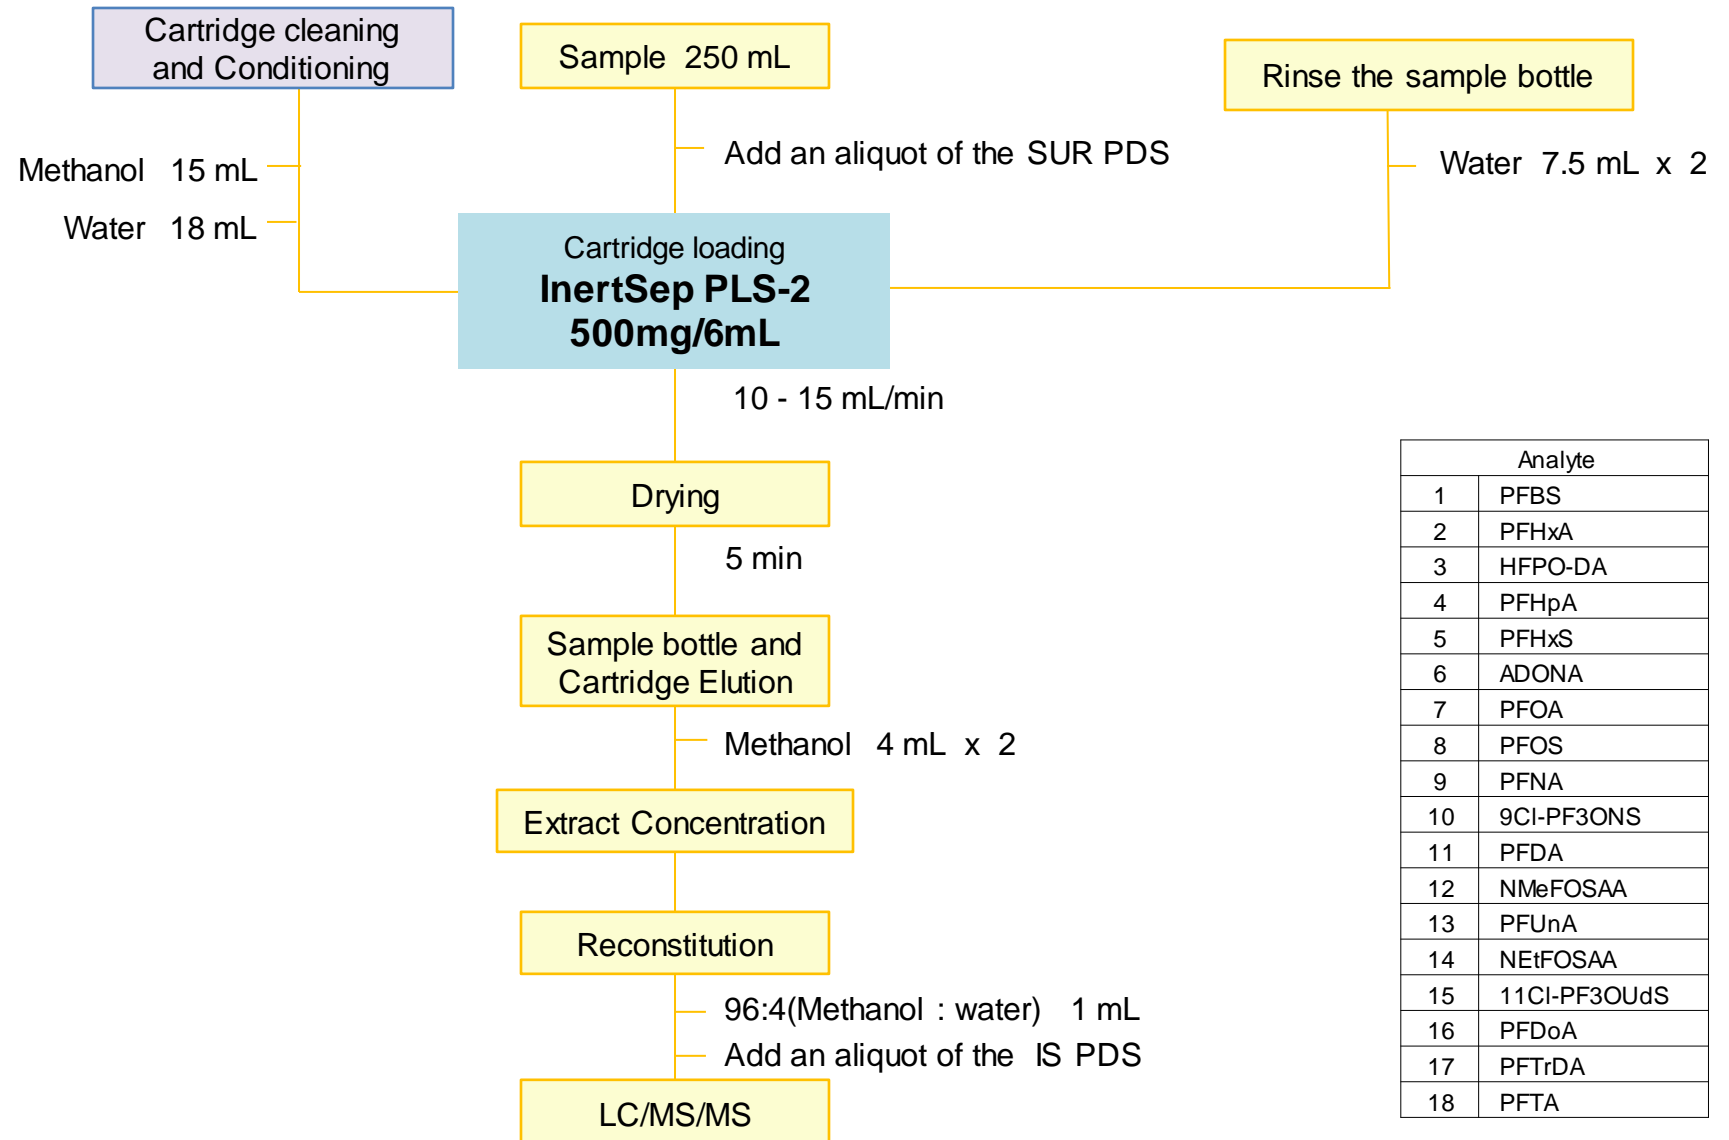 Cartridge cleaning
and Conditioning
Methanol 15 mL
Water 18 mL
Sample 250 mL
Add an aliquot of the SUR PDS
Rinse the sample bottle
Water 7.5 mL x 2
Cartridge loading
InertSep PLS-2
500mg/6mL
10 - 15 mL/min
Drying
5 min
Sample bottle and
Cartridge Elution
Methanol 4 mL x 2
Extract Concentration
Reconstitution
96:4(Methanol : water) 1 mL
Add an aliquot of the IS PDS
LC/MS/MS
Analyte
1 PFBS
2 PFHxA
3 HFPO-DA
4 PFHpA
5 PFHxS
6 ADONA
7 PFOA
8 PFOS
9 PFNA
10 9Cl-PF3ONS
11 PFDA
12 NMeFOSAA
13 PFUnA
14 NEtFOSAA
15 11Cl-PF3OUdS
16 PFDoA
17 PFTrDA
18 PFTA